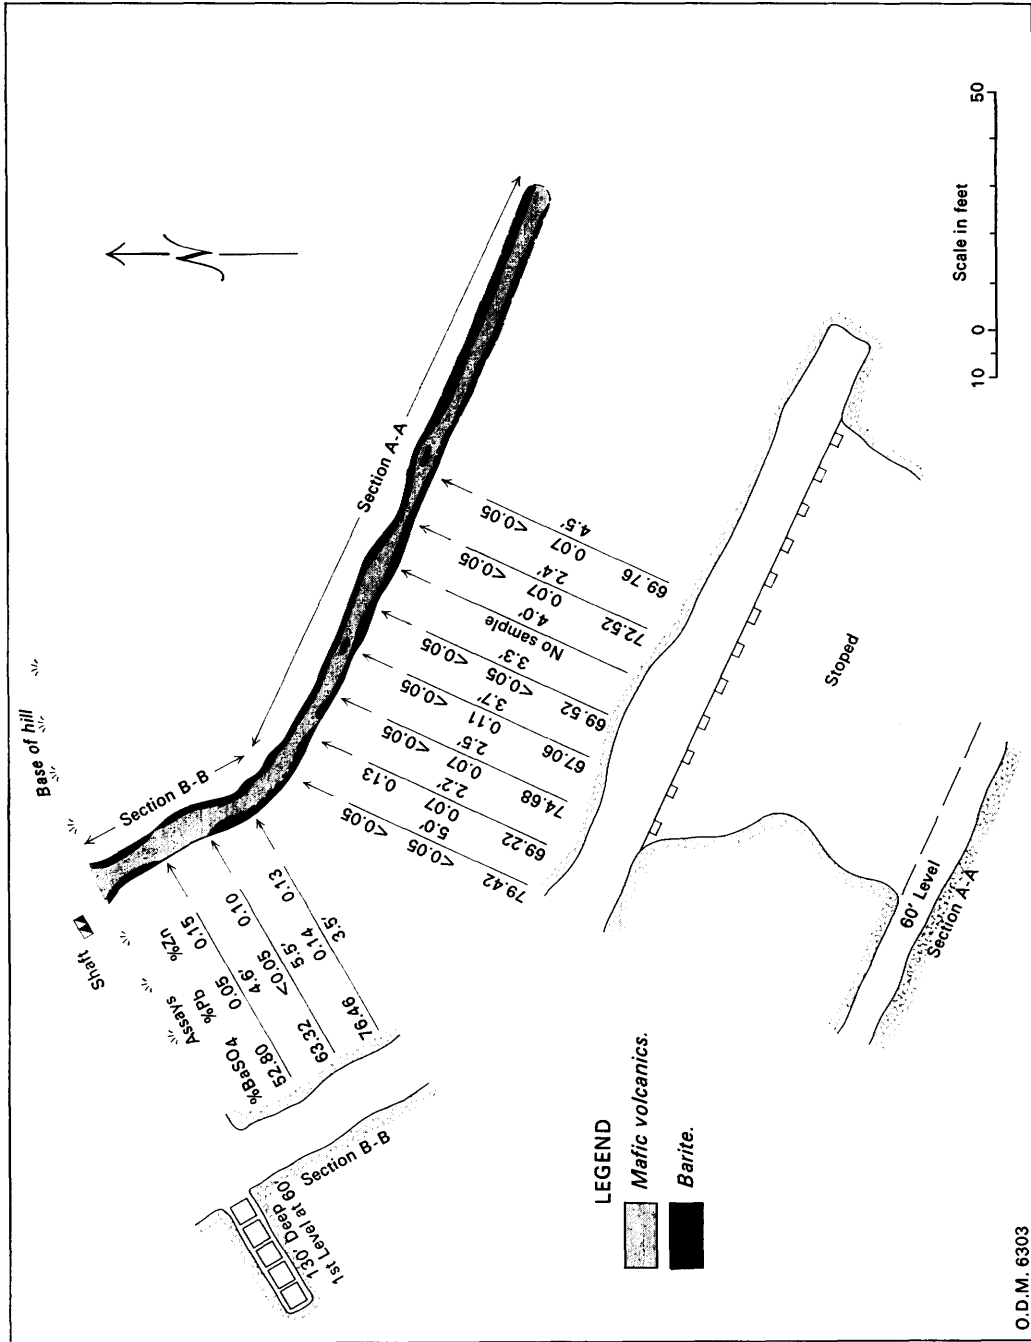 Base of hill
N
Shaft
Section B-B
Section A-A
Assays
%BaSO4 %Pb %Zn
52.80 0.05 0.15
4.6'
63.32 <0.05 0.10
5.5'
76.46 0.14 0.13
3.5'
79.42 <0.05 <0.05
5.0'
69.22 0.07 0.13
2.2'
74.68 0.07 <0.05
2.5'
67.06 0.11 <0.05
3.7'
69.52 <0.05 <0.05
3.3'
No sample
4.0'
72.52 0.07 <0.05
2.4'
69.76 0.07 <0.05
4.5'
130' Deep
1st Level at 60'
Section B-B
Stoped
60' Level
Section A-A
LEGEND
Mafic volcanics.
Barite.
10 0 50
Scale in feet
O.D.M. 6303